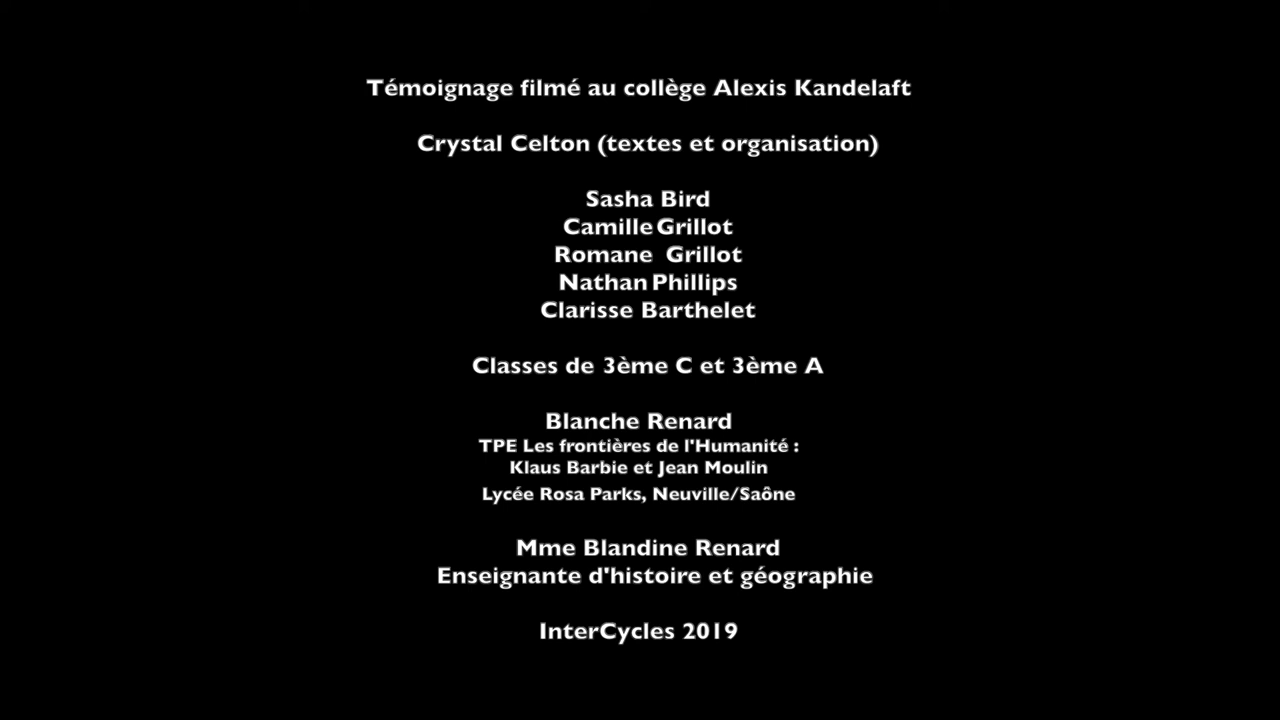 Témoignage filmé au collège Alexis Kandelaft
Crystal Celton (textes et organisation)
Sasha Bird
Camille Grillot
Romane Grillot
Nathan Phillips
Clarisse Barthelet
Classes de 3ème C et 3ème A
Blanche Renard
TPE Les frontières de l'Humanité :
Klaus Barbie et Jean Moulin
Lycée Rosa Parks, Neuville/Saône
Mme Blandine Renard
Enseignante d'histoire et géographie
InterCycles 2019